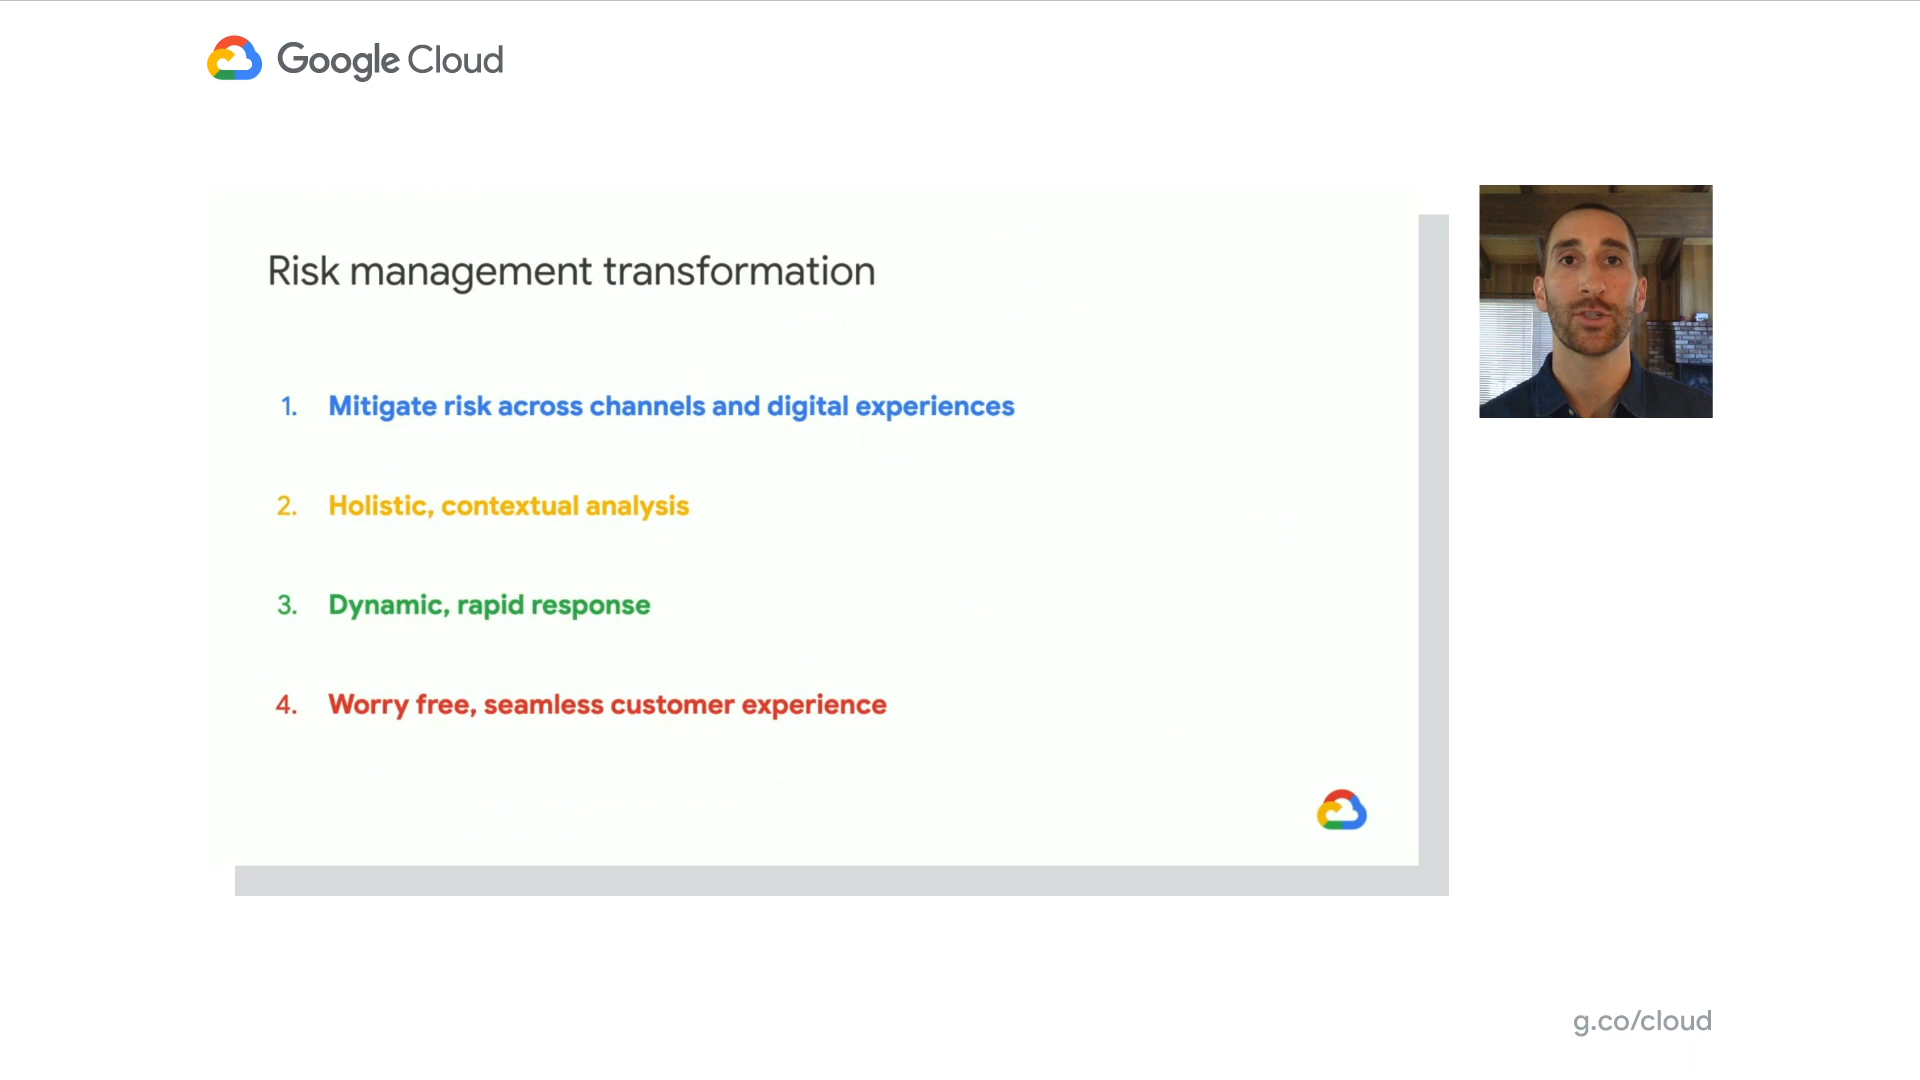 Google Cloud
Risk management transformation
1. Mitigate risk across channels and digital experiences
2. Holistic, contextual analysis
3. Dynamic, rapid response
4. Worry free, seamless customer experience
g.co/cloud